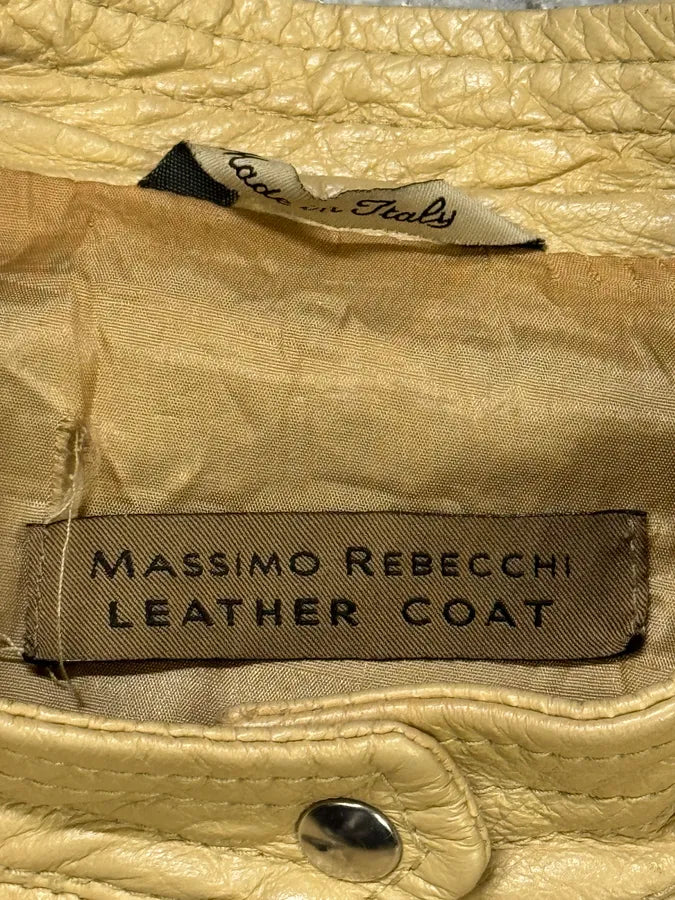 Made in Italy
MASSIMO REBECCHI
LEATHER COAT